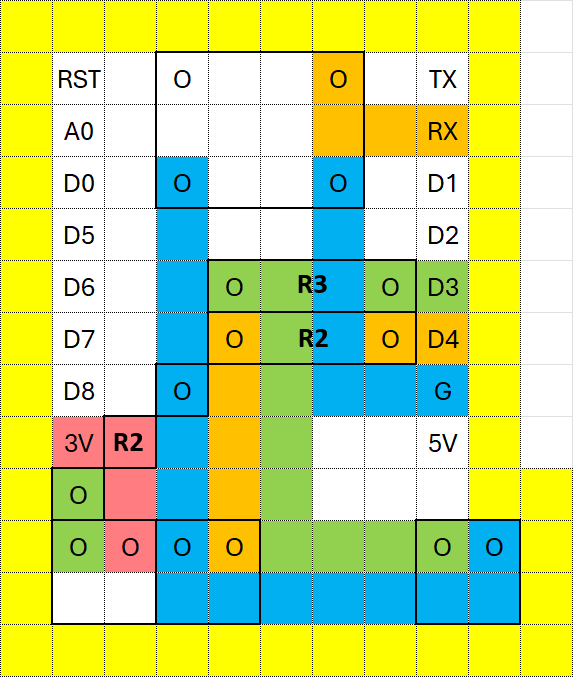 RST O O TX
A0 RX
D0 O O D1
D5 D2
D6 O R3 O D3
D7 O R2 O D4
D8 O G
3V R2 5V
O
O O O O O O